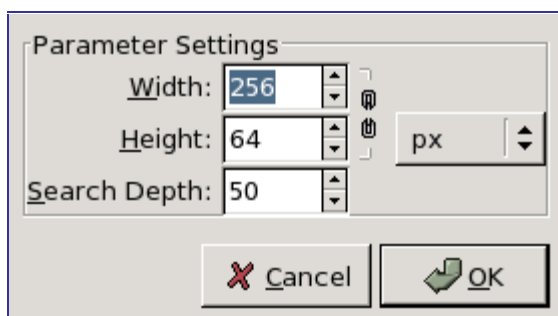 Parameter Settings
Width: 256
Height: 64 px
Search Depth: 50
Cancel OK